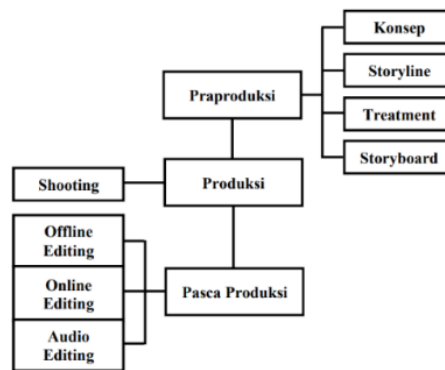 Konsep
Storyline
Praproduksi
Treatment
Storyboard
Shooting
Produksi
Offline
Editing
Online
Editing
Pasca Produksi
Audio
Editing